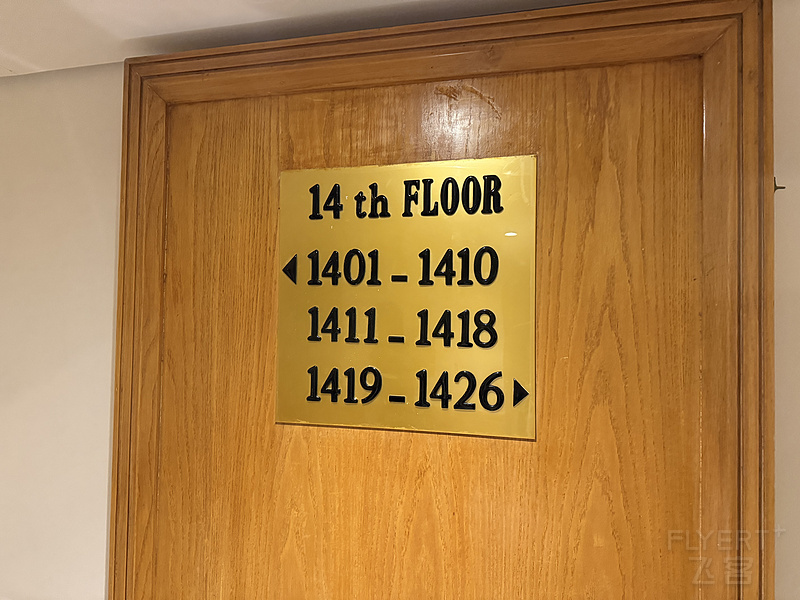 14 th FLOOR
◀ 1401 - 1410
1411 - 1418
1419 - 1426 ▶
FLYERT+
飞客